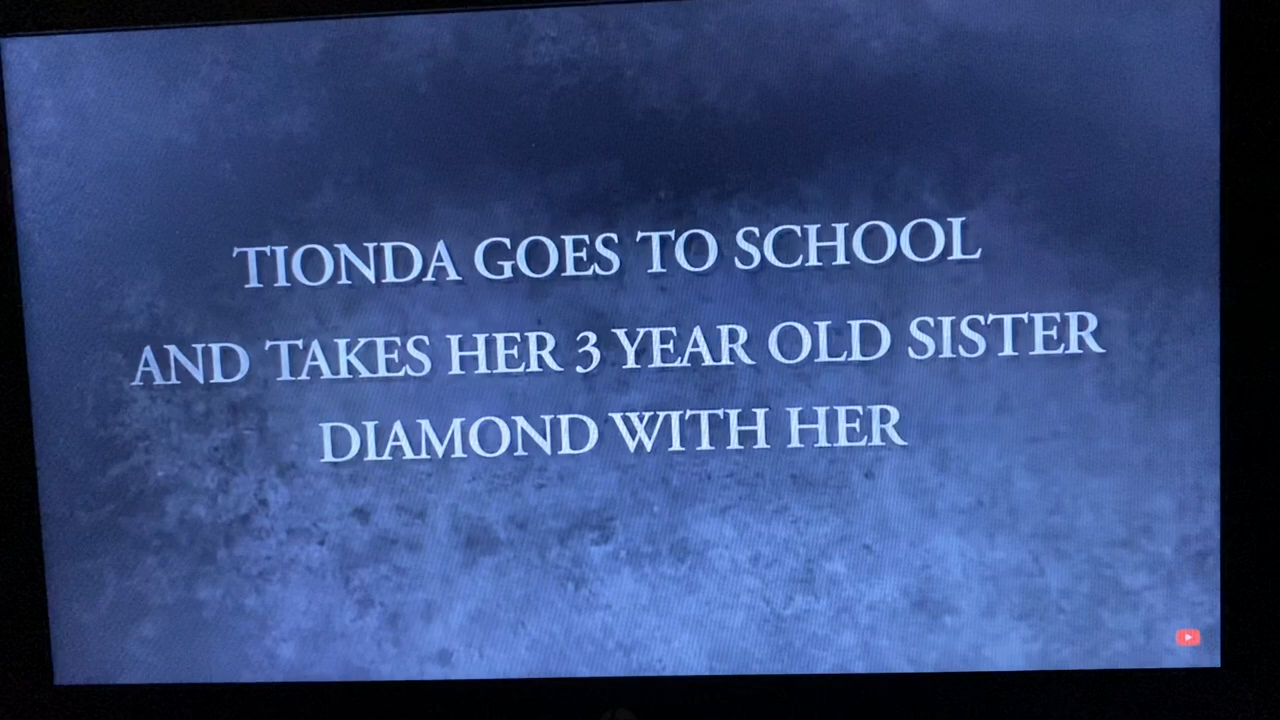 TIONDA GOES TO SCHOOL
AND TAKES HER 3 YEAR OLD SISTER
DIAMOND WITH HER